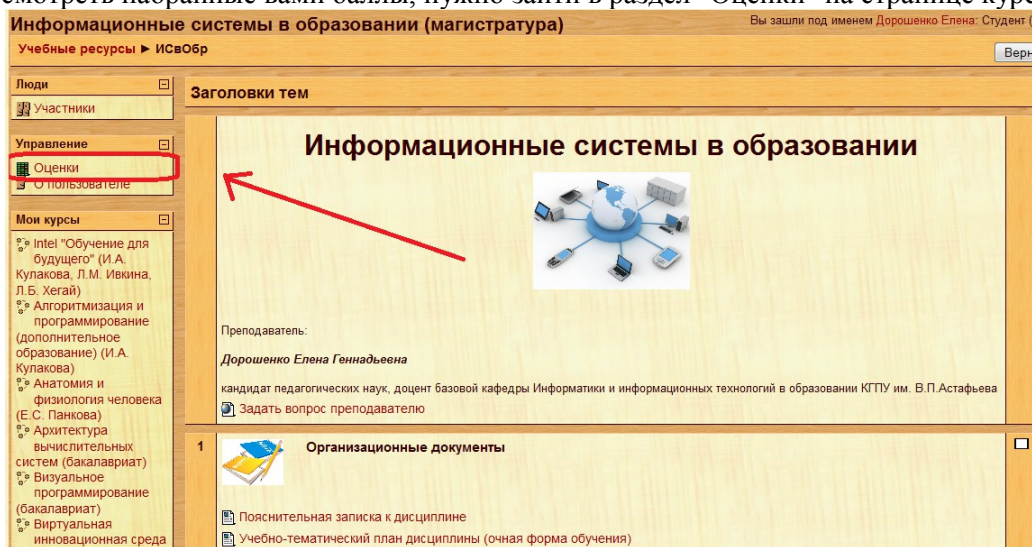 смотреть набранные вами баллы, нужно зайти в раздел "Оценки" на странице
Информационные системы в образовании (магистратура)
Вы зашли под именем Дорошенко Елена: Студент (
Учебные ресурсы ► ИСвОбр
Люди
Участники
Управление
Оценки
О пользователе
Мои курсы
Intel "Обучение для
будущего" (И.А.
Кулакова, Л.М. Ивкина,
Л.Б. Хегай)
Алгоритмизация и
программирование
(дополнительное
образование) (И.А.
Кулакова)
Анатомия и
физиология человека
(Е.С. Панкова)
Архитектура
вычислительных
систем (бакалавриат)
Визуальное
программирование
(бакалавриат)
Виртуальная
инновационная среда
Заголовки тем
Информационные системы в образовании
Преподаватель:
Дорошенко Елена Геннадьевна
кандидат педагогических наук, доцент базовой кафедры Информатики и информационных технологий в образовании КГПУ им. В.П.Астафьева
Задать вопрос преподавателю
1
Организационные документы
Пояснительная записка к дисциплине
Учебно-тематический план дисциплины (очная форма обучения)